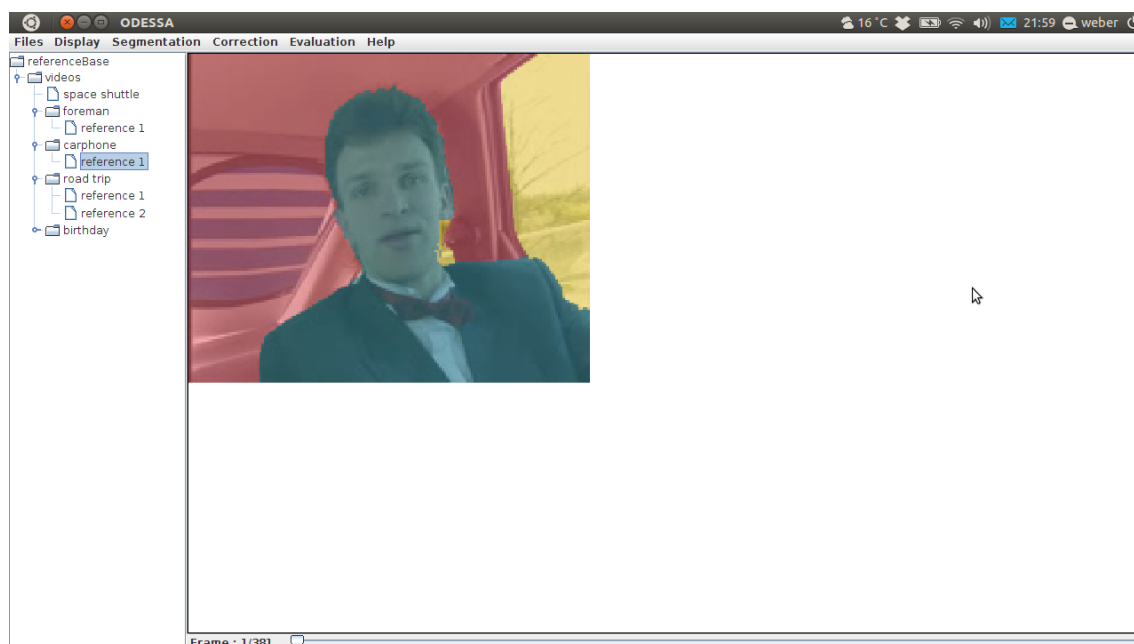 ODESSA
16 °C 21:59 weber
Files Display Segmentation Correction Evaluation Help
referenceBase
videos
space shuttle
foreman
reference 1
carphone
reference 1
road trip
reference 1
reference 2
birthday
Frame : 1/381